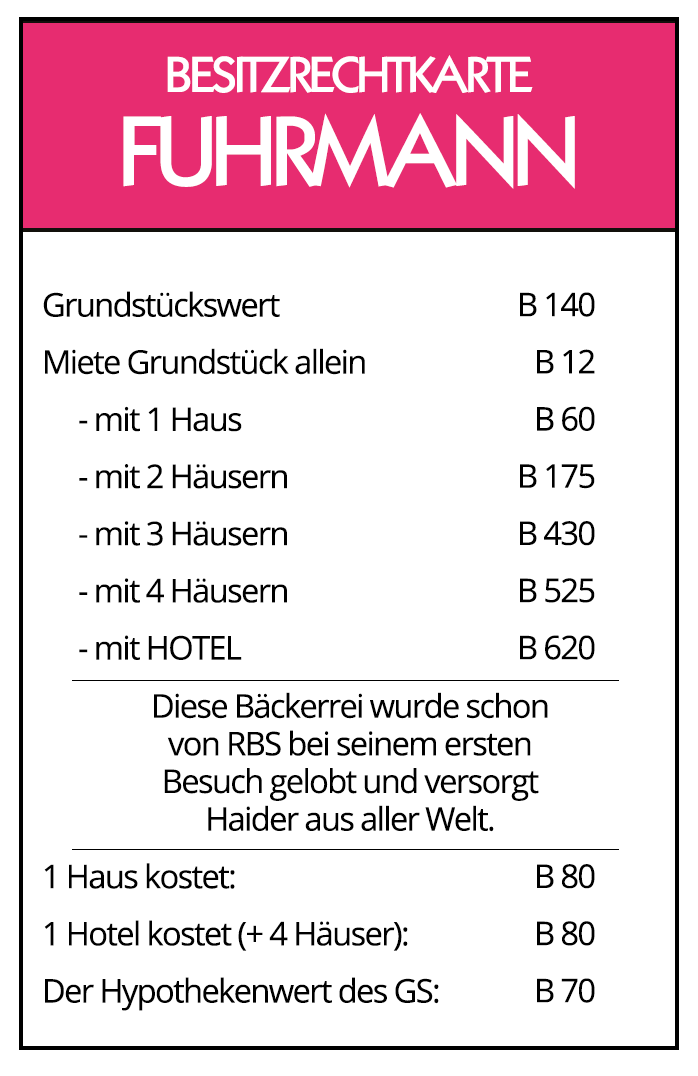 BESITZRECHTKARTE
FUHRMANN
Grundstückswert B 140
Miete Grundstück allein B 12
- mit 1 Haus B 60
- mit 2 Häusern B 175
- mit 3 Häusern B 430
- mit 4 Häusern B 525
- mit HOTEL B 620
Diese Bäckerrei wurde schon
von RBS bei seinem ersten
Besuch gelobt und versorgt
Haider aus aller Welt.
1 Haus kostet: B 80
1 Hotel kostet (+ 4 Häuser): B 80
Der Hypothekenwert des GS: B 70